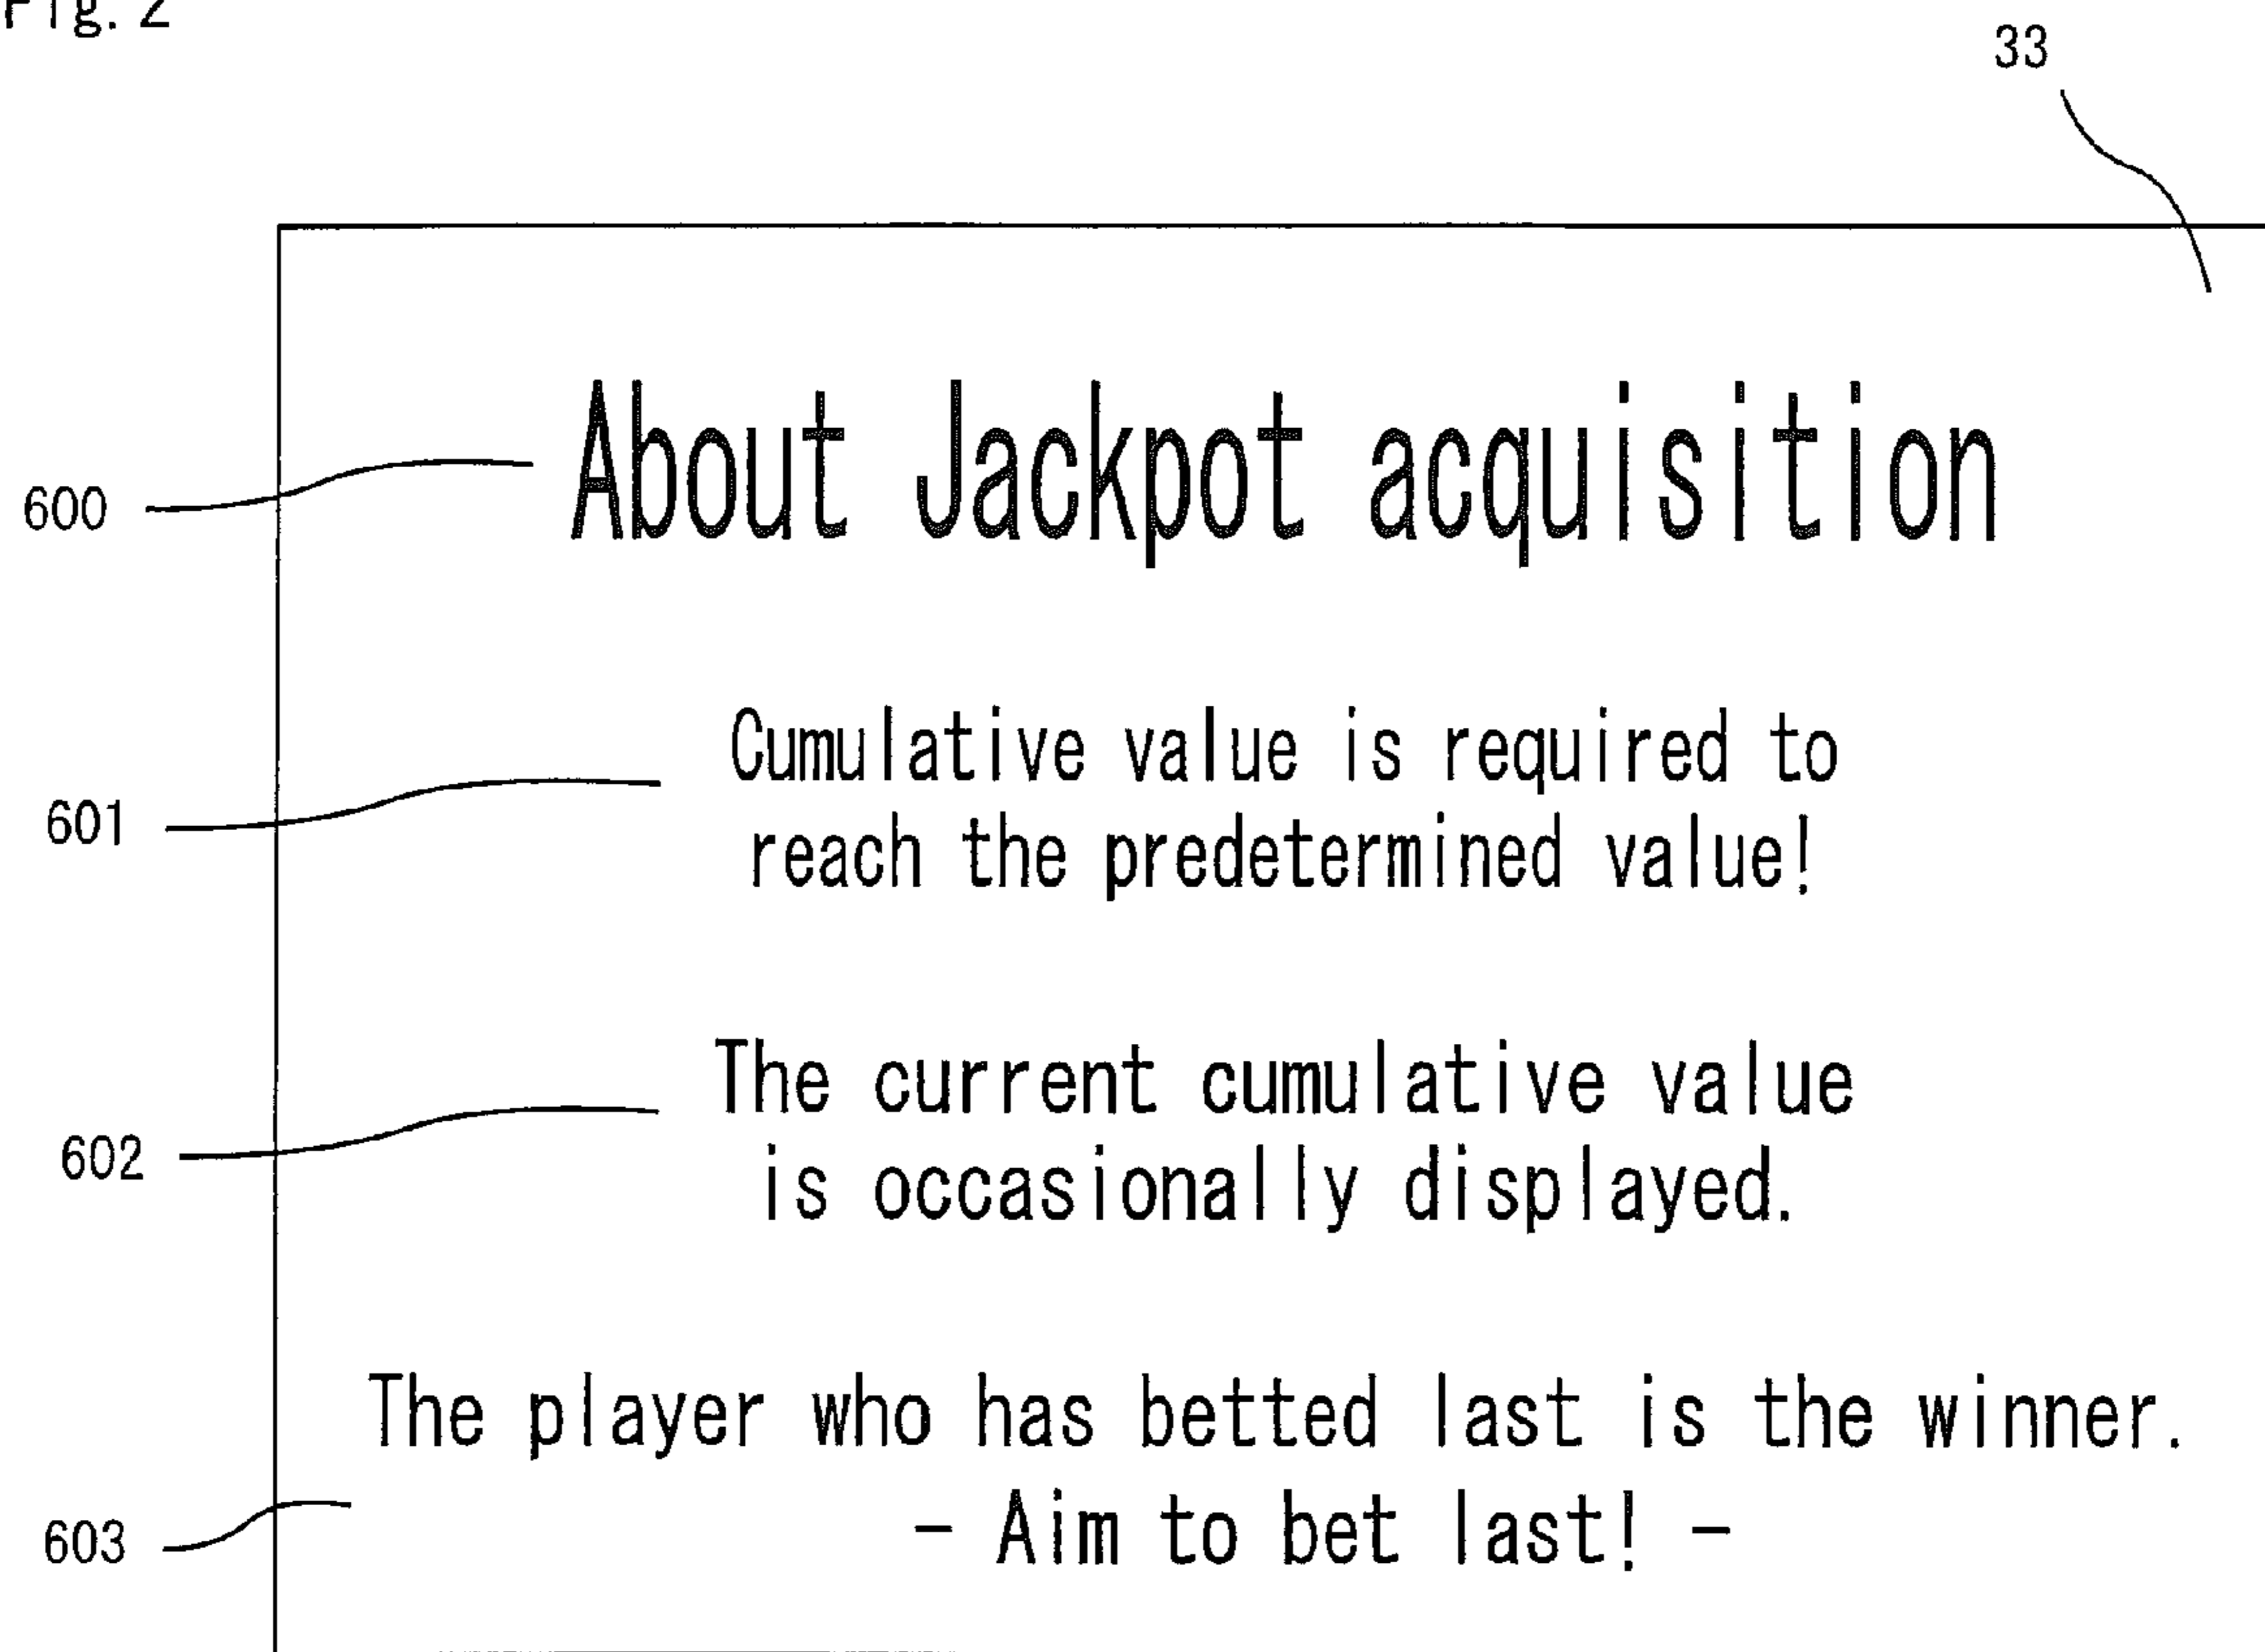 Fig. 2
33
600
About Jackpot acquisition
601
Cumulative value is required to
reach the predetermined value!
602
The current cumulative value
is occasionally displayed.
The player who has betted last is the winner.
603
- Aim to bet last! -